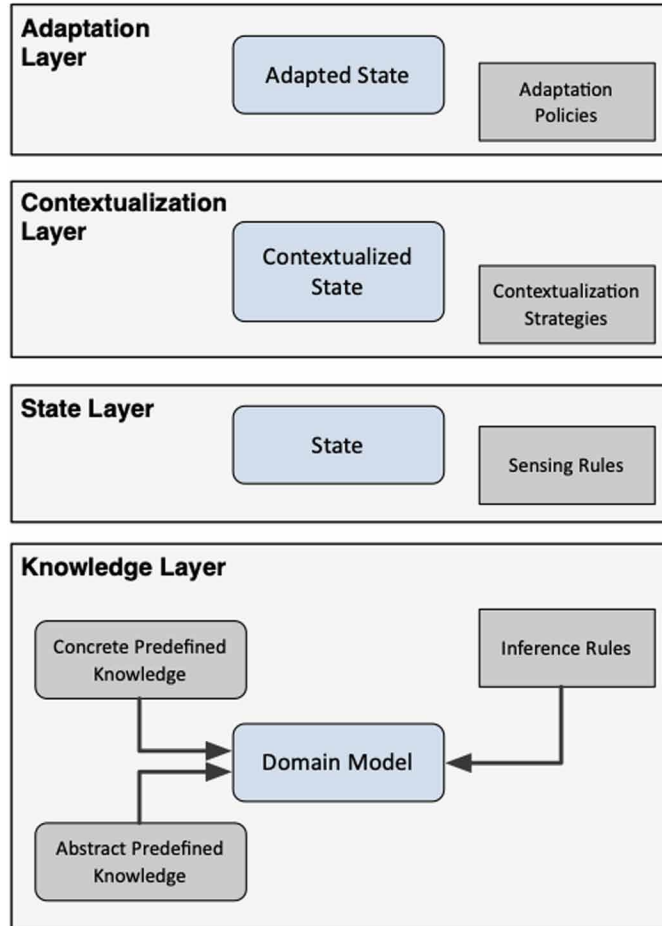 Adaptation
Layer
Adapted State
Adaptation
Policies
Contextualization
Layer
Contextualized
State
Contextualization
Strategies
State Layer
State
Sensing Rules
Knowledge Layer
Concrete Predefined
Knowledge
Inference Rules
Domain Model
Abstract Predefined
Knowledge